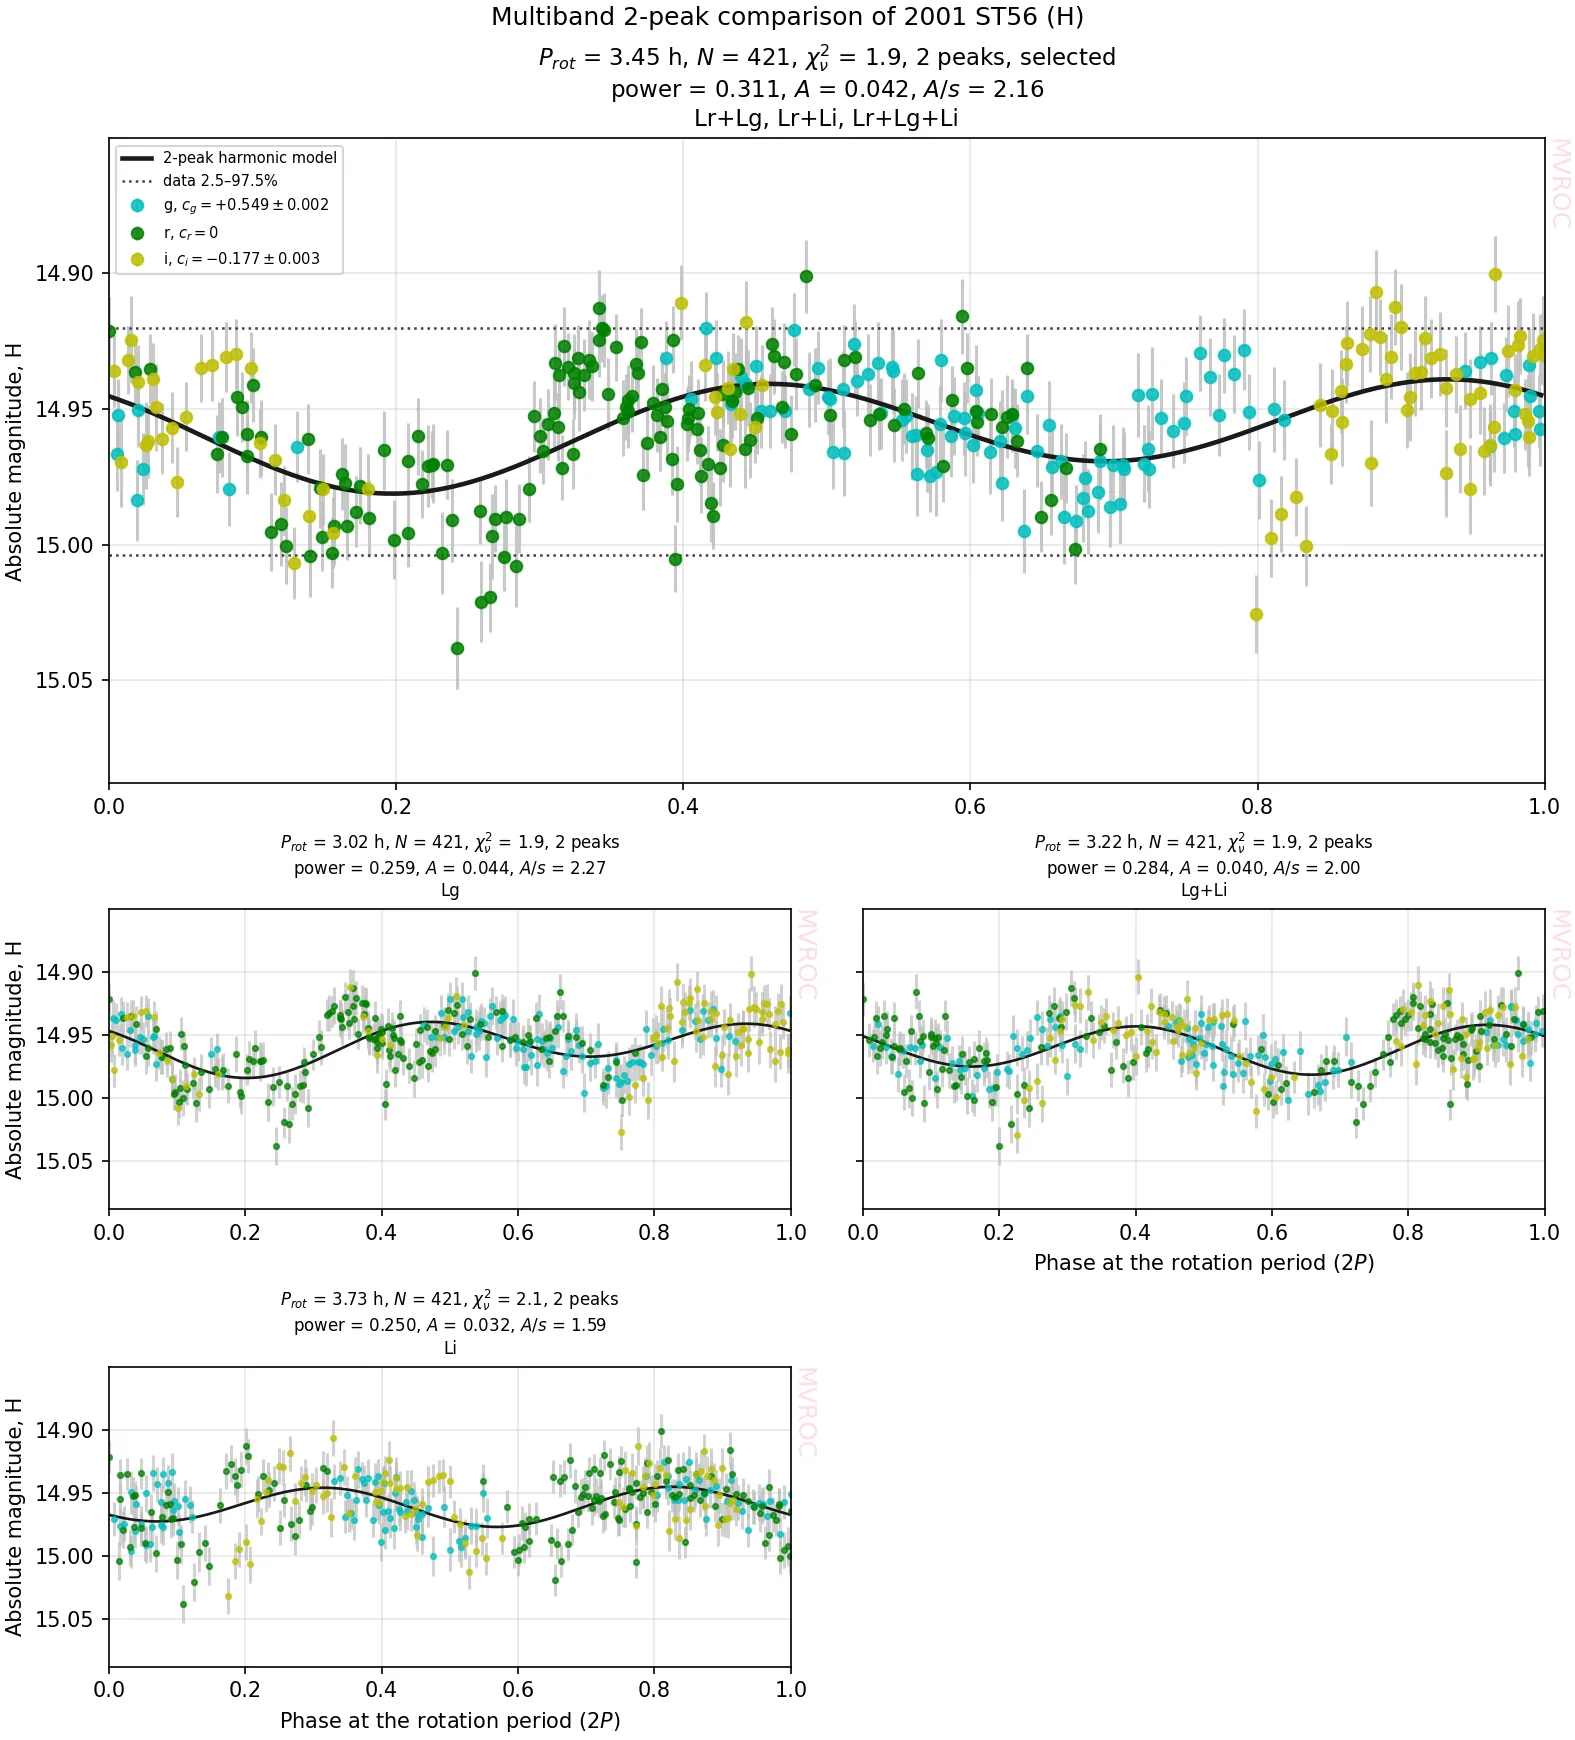 Multiband 2-peak comparison of 2001 ST56 (H)
P_rot = 3.45 h, N = 421, χ²_ν = 1.9, 2 peaks, selected
power = 0.311, A = 0.042, A/s = 2.16
Lr+Lg, Lr+Li, Lr+Lg+Li
2-peak harmonic model
data 2.5–97.5%
g, c_g = +0.549 ± 0.002
r, c_r = 0
i, c_i = −0.177 ± 0.003
MVROC
Absolute magnitude, H
14.90
14.95
15.00
15.05
0.0 0.2 0.4 0.6 0.8 1.0
P_rot = 3.02 h, N = 421, χ²_ν = 1.9, 2 peaks
power = 0.259, A = 0.044, A/s = 2.27
Lg
MVROC
Absolute magnitude, H
14.90
14.95
15.00
15.05
0.0 0.2 0.4 0.6 0.8 1.0
P_rot = 3.22 h, N = 421, χ²_ν = 1.9, 2 peaks
power = 0.284, A = 0.040, A/s = 2.00
Lg+Li
MVROC
0.0 0.2 0.4 0.6 0.8 1.0
Phase at the rotation period (2P)
P_rot = 3.73 h, N = 421, χ²_ν = 2.1, 2 peaks
power = 0.250, A = 0.032, A/s = 1.59
Li
MVROC
Absolute magnitude, H
14.90
14.95
15.00
15.05
0.0 0.2 0.4 0.6 0.8 1.0
Phase at the rotation period (2P)